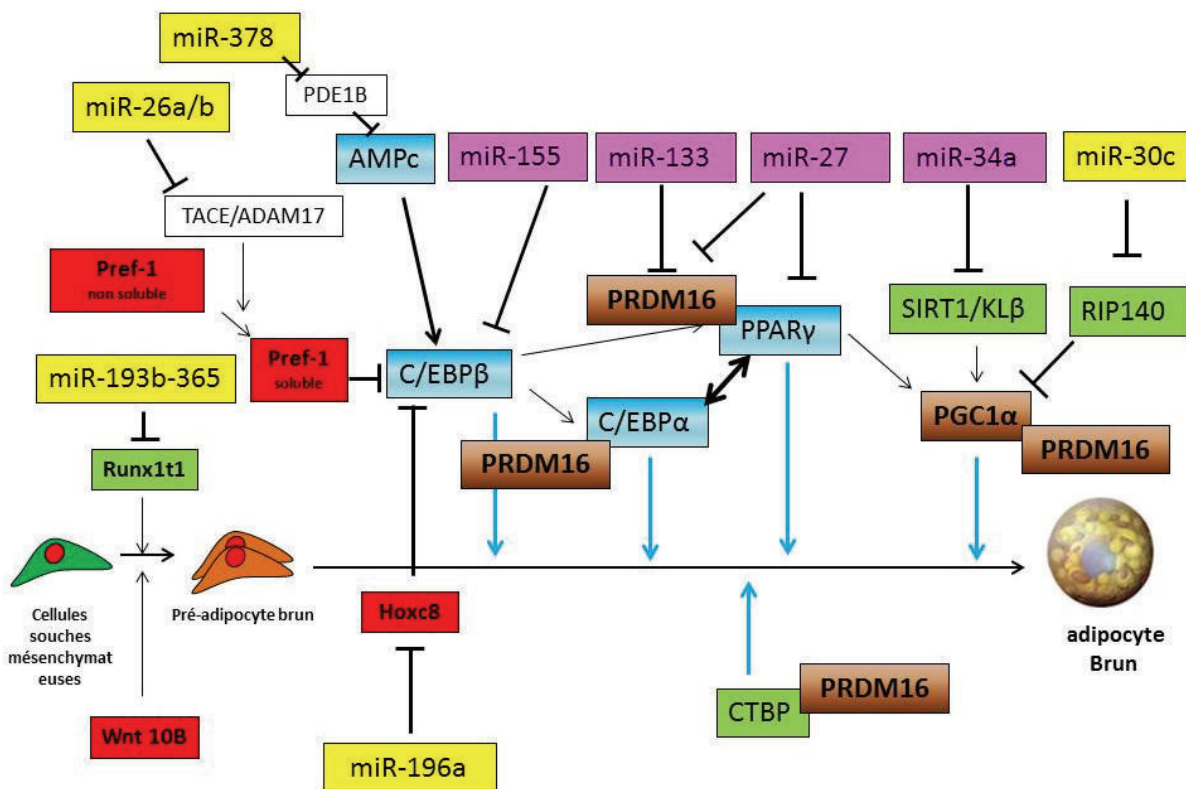 miR-378
PDE1B
miR-26a/b
AMPc
miR-155
miR-133
miR-27
miR-34a
miR-30c
TACE/ADAM17
Pref-1
non soluble
PRDM16
PPARγ
SIRT1/KLβ
RIP140
miR-193b-365
Pref-1
soluble
C/EBPβ
C/EBPα
PRDM16
PGC1α
PRDM16
Runx1t1
Cellules
souches
mésenchymat
euses
Pré-adipocyte brun
Hoxc8
adipocyte
Brun
PRDM16
CTBP
Wnt 10B
miR-196a